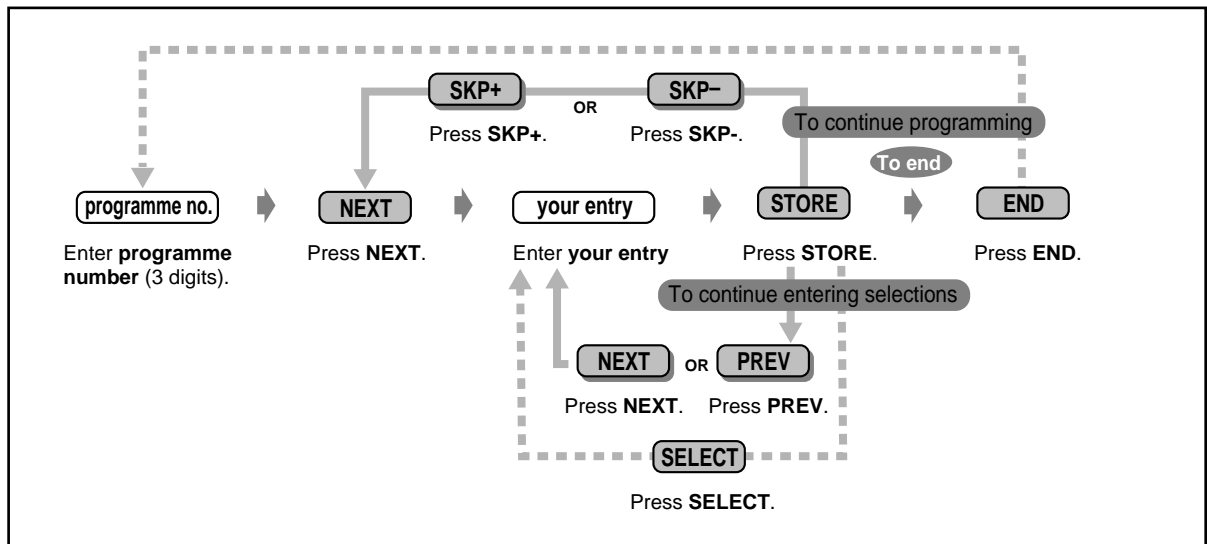 SKP+
OR
SKP–
Press SKP+.
Press SKP-.
To continue programming
To end
programme no.
NEXT
your entry
STORE
END
Enter programme
number (3 digits).
Press NEXT.
Enter your entry
Press STORE.
Press END.
To continue entering selections
NEXT
OR
PREV
Press NEXT.
Press PREV.
SELECT
Press SELECT.